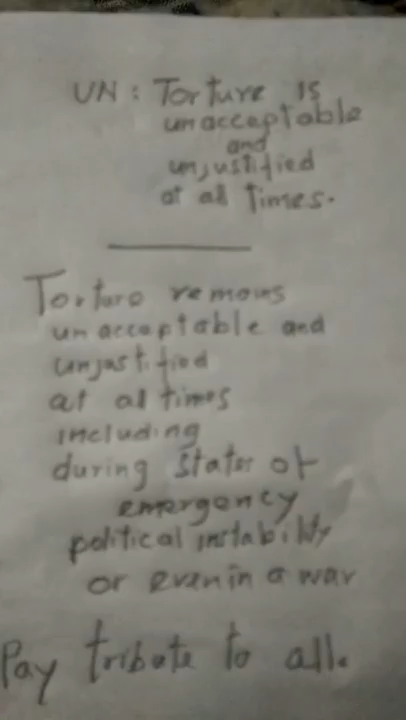 UN: Torture is
unacceptable
and
unjustified
at all times.
Torture remains
unacceptable and
unjustified
at all times
including
during states of
emergency
political instability
or even in a war
Pay tribute to all.